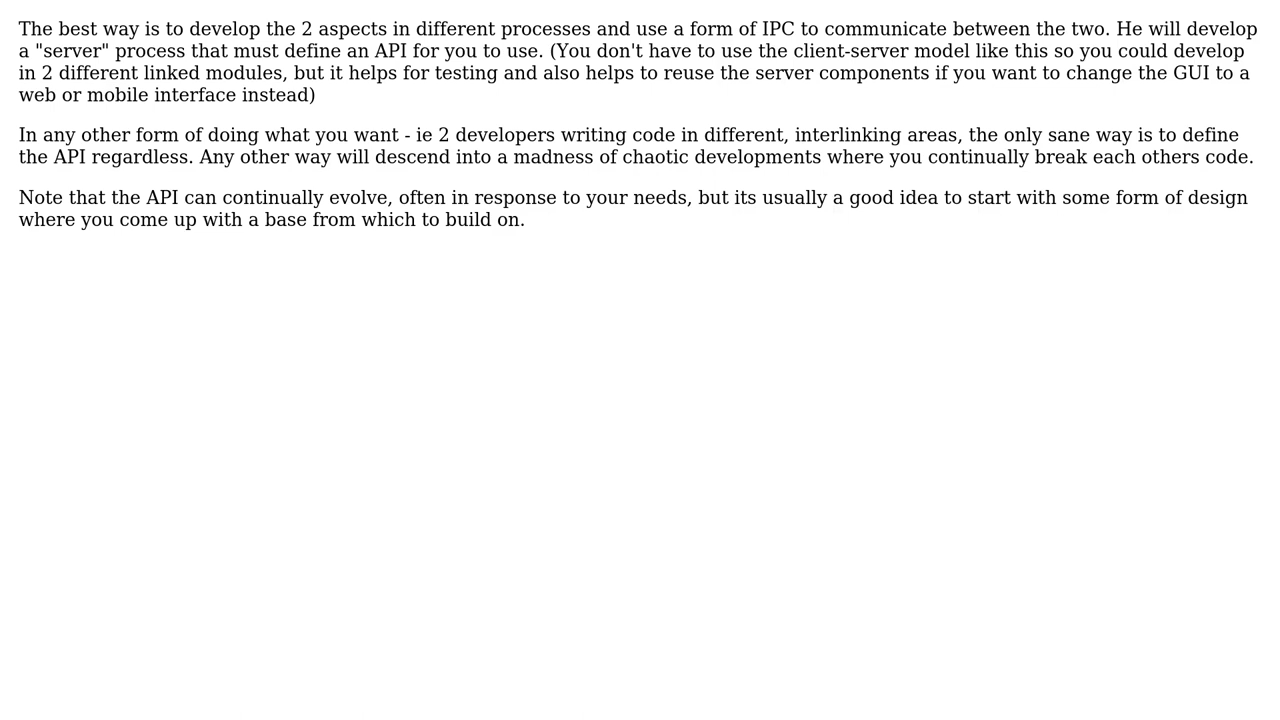 The best way is to develop the 2 aspects in different processes and use a form of IPC to communicate between the two. He will develop
a "server" process that must define an API for you to use. (You don't have to use the client-server model like this so you could develop
in 2 different linked modules, but it helps for testing and also helps to reuse the server components if you want to change the GUI to a
web or mobile interface instead)
In any other form of doing what you want - ie 2 developers writing code in different, interlinking areas, the only sane way is to define
the API regardless. Any other way will descend into a madness of chaotic developments where you continually break each others code.
Note that the API can continually evolve, often in response to your needs, but its usually a good idea to start with some form of design
where you come up with a base from which to build on.